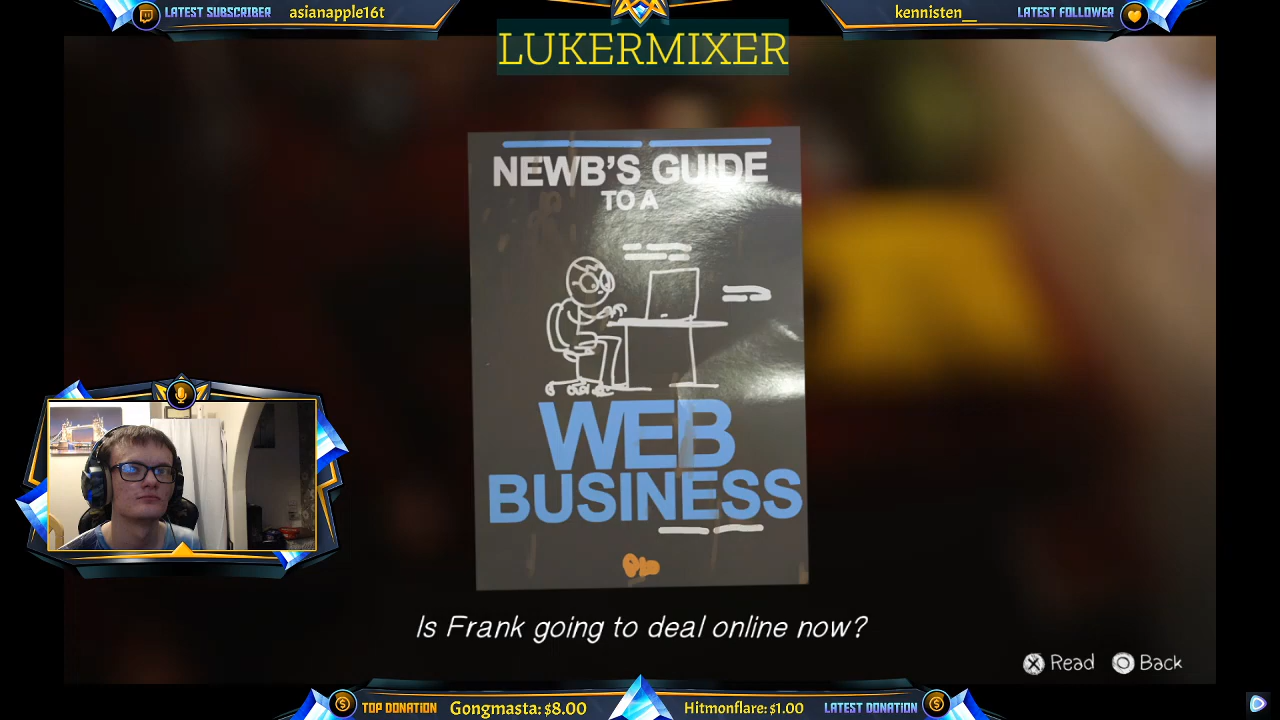 LATEST SUBSCRIBER
asianapple16t
kennisten__
LATEST FOLLOWER
LUKERMIXER
NEWB'S GUIDE
TO A
WEB
BUSINESS
Is Frank going to deal online now?
Read
Back
TOP DONATION
Gongmasta: $8.00
Hitmonflare: $1.00
LATEST DONATION